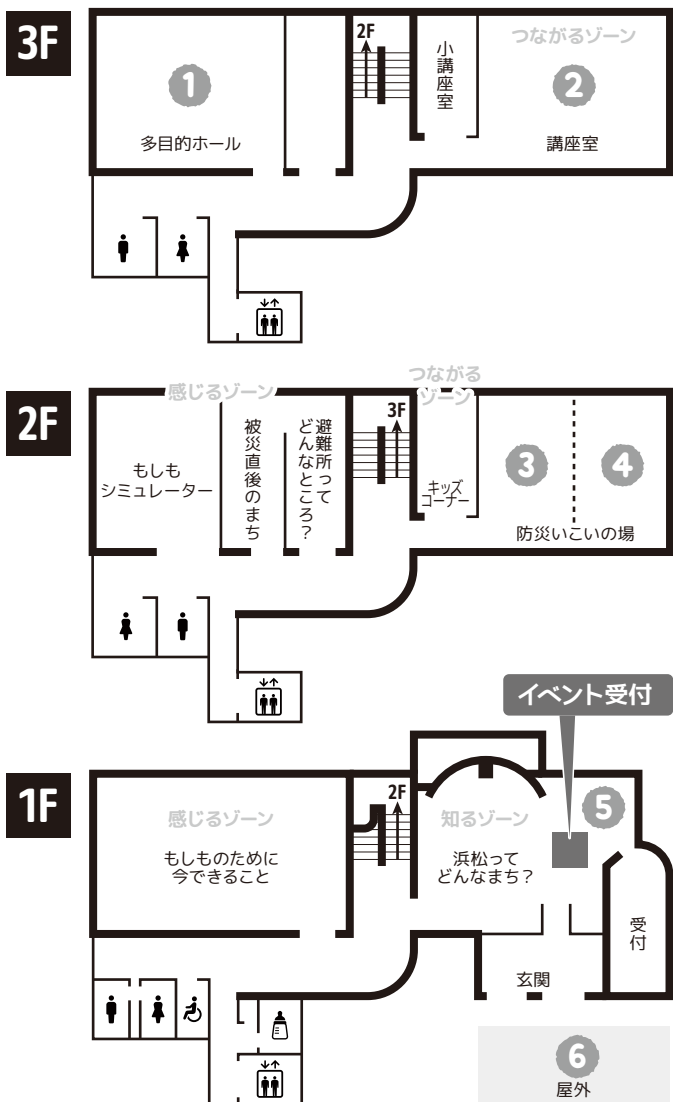 3F
2F
小講座室
つながるゾーン
1
2
多目的ホール
講座室
2F
感じるゾーン
つながる
ゾーン
3F
もしも
シミュレーター
被災直後のまち
避難所って
どんなところ？
キッズ
コーナー
3
4
防災いこいの場
イベント受付
1F
2F
感じるゾーン
知るゾーン
5
もしものために
今できること
浜松って
どんなまち？
受付
玄関
6
屋外